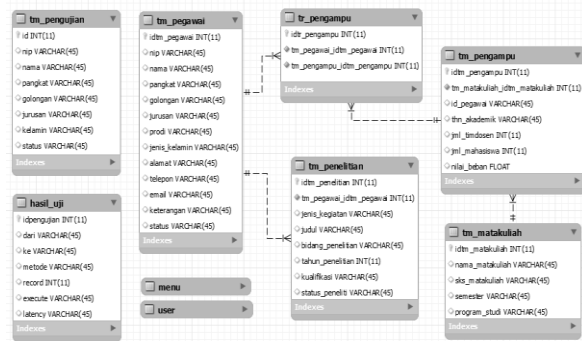 tm_pengujian
id INT(11)
nip VARCHAR(45)
nama VARCHAR(45)
pangkat VARCHAR(45)
golongan VARCHAR(45)
jurusan VARCHAR(45)
kelamin VARCHAR(45)
status VARCHAR(45)
Indexes
hasil_uji
idpengujian INT(11)
dari VARCHAR(45)
ke VARCHAR(45)
metode VARCHAR(45)
record INT(11)
execute VARCHAR(45)
latency VARCHAR(45)
Indexes
tm_pegawai
idtm_pegawai INT(11)
nip VARCHAR(45)
nama VARCHAR(45)
pangkat VARCHAR(45)
golongan VARCHAR(45)
jurusan VARCHAR(45)
prodi VARCHAR(45)
jenis_kelamin VARCHAR(45)
alamat VARCHAR(45)
telepon VARCHAR(45)
email VARCHAR(45)
keterangan VARCHAR(45)
status VARCHAR(45)
Indexes
menu
user
tr_pengampu
idtr_pengampu INT(11)
tm_pegawai_idtm_pegawai INT(11)
tm_pengampu_idtm_pengampu INT(11)
Indexes
tm_penelitian
idtm_penelitian INT(11)
tm_pegawai_idtm_pegawai INT(11)
jenis_kegiatan VARCHAR(45)
judul VARCHAR(45)
bidang_penelitian VARCHAR(45)
tahun_penelitian INT(11)
kualifikasi VARCHAR(45)
status_peneliti VARCHAR(45)
Indexes
tm_pengampu
idtm_pengampu INT(11)
tm_matakuliah_idtm_matakuliah INT(11)
id_pegawai VARCHAR(45)
thn_akademik VARCHAR(45)
jml_timdosen INT(11)
jml_mahasiswa INT(11)
nilai_beban FLOAT
Indexes
tm_matakuliah
idtm_matakuliah INT(11)
nama_matakuliah VARCHAR(45)
sks_matakuliah VARCHAR(45)
semester VARCHAR(45)
program_studi VARCHAR(45)
Indexes